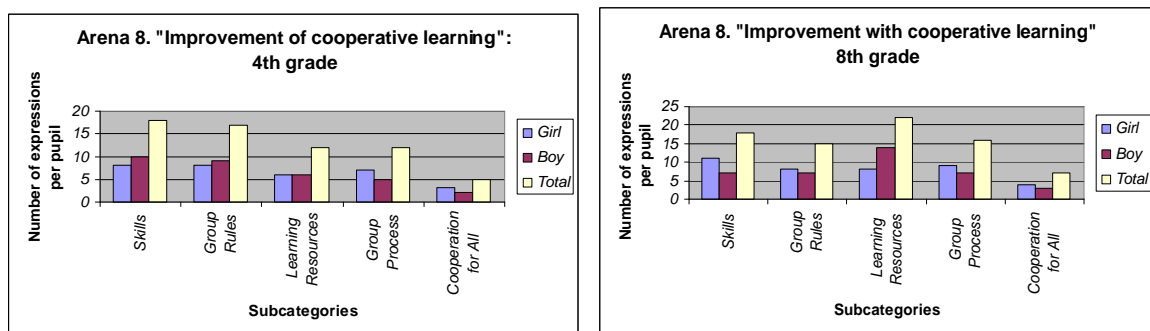 Arena 8. "Improvement of cooperative learning":
4th grade
Number of expressions
per pupil
20
15
10
5
0
Skills
Group
Rules
Learning
Resources
Group
Process
Cooperation
for All
Subcategories
Girl
Boy
Total
Arena 8. "Improvement with cooperative learning"
8th grade
Number of expressions
per pupil
25
20
15
10
5
0
Skills
Group
Rules
Learning
Resources
Group
Process
Cooperation
for All
Subcategories
Girl
Boy
Total